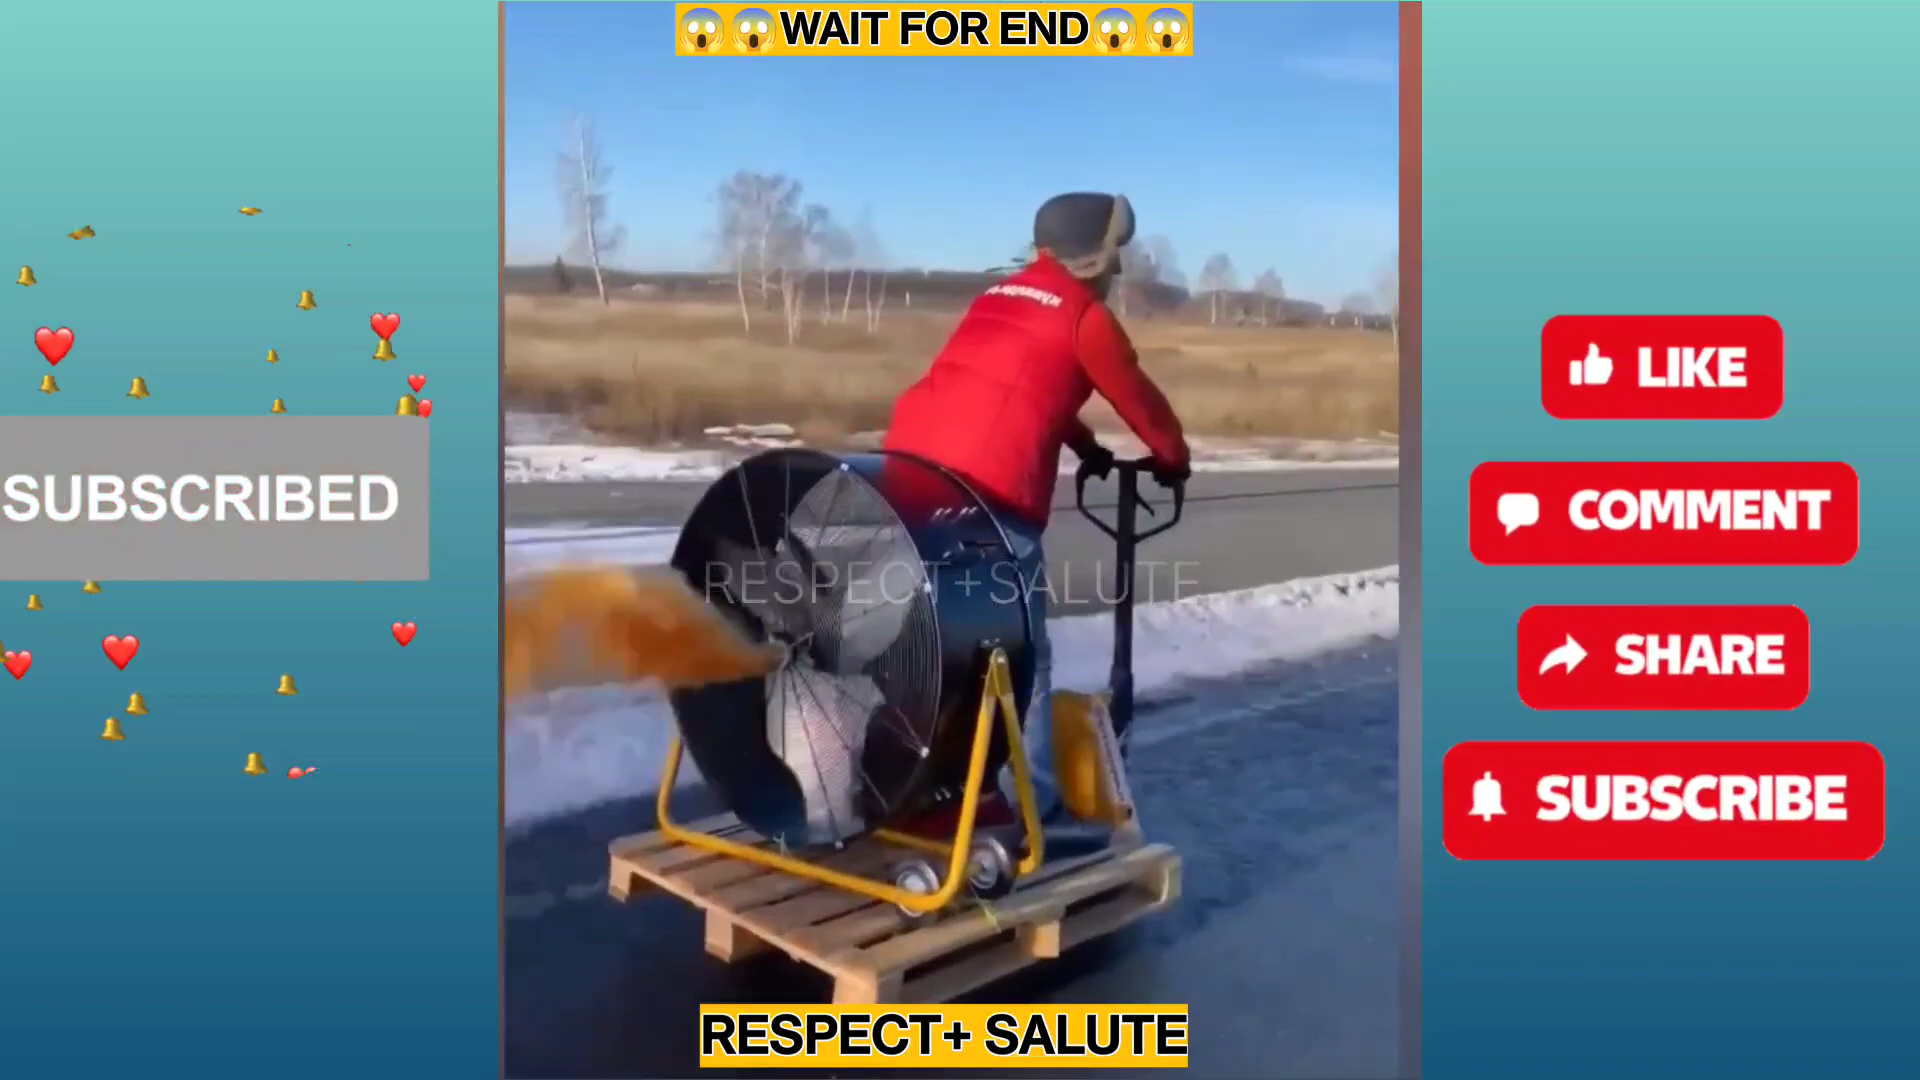 😱😱WAIT FOR END😱😱
SUBSCRIBED
RESPECT+SALUTE
LIKE
COMMENT
SHARE
SUBSCRIBE
RESPECT+ SALUTE